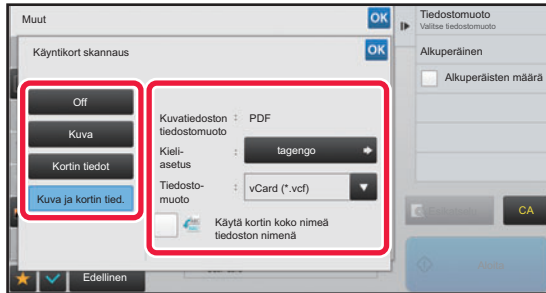 Muut
OK
Käyntikort skannaus
OK
Off
Kuva
Kortin tiedot
Kuva ja kortin tied.
Kuvatiedoston tiedostomuoto
:
PDF
Kieli-
asetus
:
tagengo
Tiedosto-
muoto
:
vCard (*.vcf)
Käytä kortin koko nimeä
tiedoston nimenä
Edellinen
Tiedostomuoto
Valitse tiedostomuoto
Alkuperäinen
Alkuperäisten määrä
CA